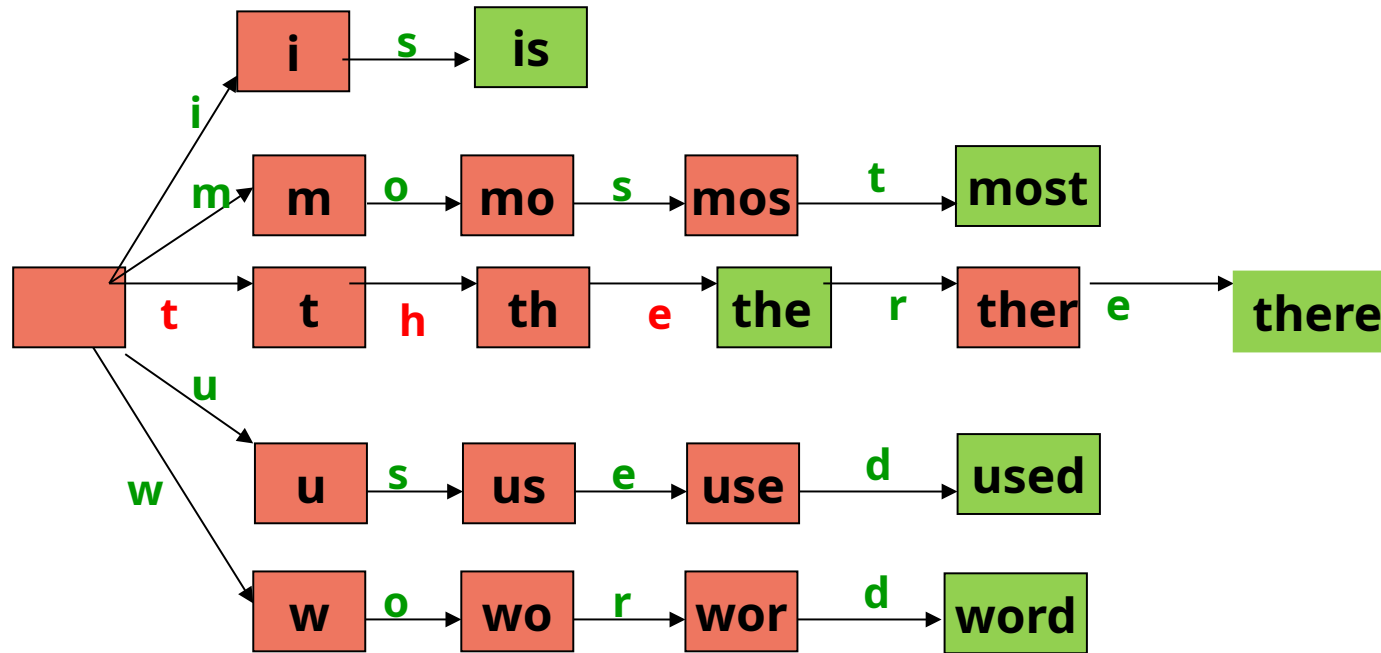 i s is
i
m m o mo s mos t most
t t h th e the r ther e there
u
u s us e use d used
w
w o wo r wor d word